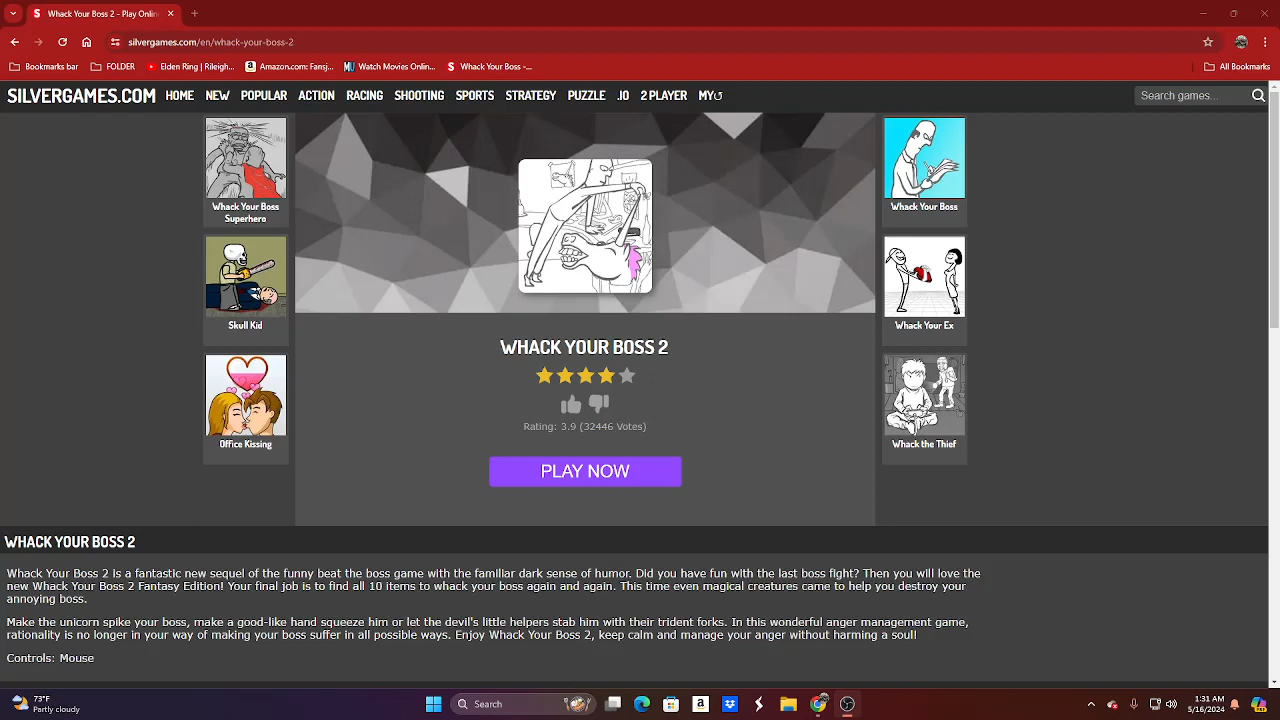 Whack Your Boss 2 - Play Onlin
silvergames.com/en/whack-your-boss-2
Bookmarks bar
FOLDER
Elden Ring | Rileigh...
Amazon.com: Fansj...
Watch Movies Onlin...
Whack Your Boss -...
All Bookmarks
SILVERGAMES.COM
HOME
NEW
POPULAR
ACTION
RACING
SHOOTING
SPORTS
STRATEGY
PUZZLE
.IO
2 PLAYER
MY
Search games...
Whack Your Boss
Superhero
Skull Kid
Office Kissing
WHACK YOUR BOSS 2
Rating: 3.9 (32446 Votes)
PLAY NOW
Whack Your Boss
Whack Your Ex
Whack the Thief
WHACK YOUR BOSS 2
Whack Your Boss 2 is a fantastic new sequel of the funny beat the boss game with the familiar dark sense of humor. Did you have fun with the last boss fight? Then you will love the
new Whack Your Boss 2 Fantasy Edition! Your final job is to find all 10 items to whack your boss again and again. This time even magical creatures came to help you destroy your
annoying boss.
Make the unicorn spike your boss, make a good-like hand squeeze him or let the devil's little helpers stab him with their trident forks. In this wonderful anger management game,
rationality is no longer in your way of making your boss suffer in all possible ways. Enjoy Whack Your Boss 2, keep calm and manage your anger without harming a soul!
Controls: Mouse
73°F
Partly cloudy
Search
1:31 AM
5/16/2024